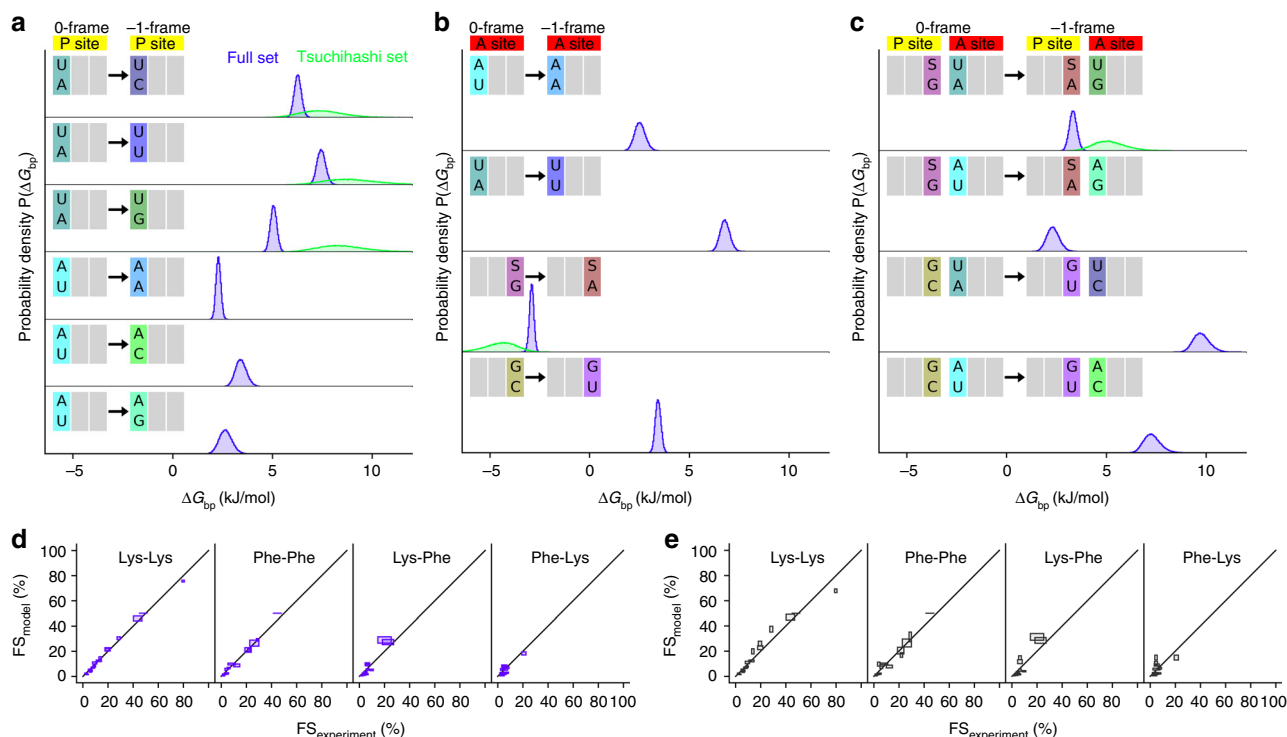 a
0-frame –1-frame
P site P site
Full set Tsuchihashi set
U U
A C
U U
A U
U U
A G
A A
U A
A A
U C
A A
U G
Probability density P(ΔGbp)
–5 0 5 10
ΔGbp (kJ/mol)
b
0-frame –1-frame
A site A site
A A
U A
U U
A U
S S
G A
G G
C U
Probability density P(ΔGbp)
–5 0 5 10
ΔGbp (kJ/mol)
c
0-frame –1-frame
P site A site P site A site
S U S U
G A A G
S A S A
G U A G
G U G U
C A U C
G A G A
C U U C
Probability density P(ΔGbp)
–5 0 5 10
ΔGbp (kJ/mol)
d
Lys-Lys Phe-Phe Lys-Phe Phe-Lys
100
80
60
40
20
0
FSmodel (%)
0 20 40 60 80 0 20 40 60 80 0 20 40 60 80 0 20 40 60 80 100
FSexperiment (%)
e
Lys-Lys Phe-Phe Lys-Phe Phe-Lys
100
80
60
40
20
0
FSmodel (%)
0 20 40 60 80 0 20 40 60 80 0 20 40 60 80 0 20 40 60 80 100
FSexperiment (%)